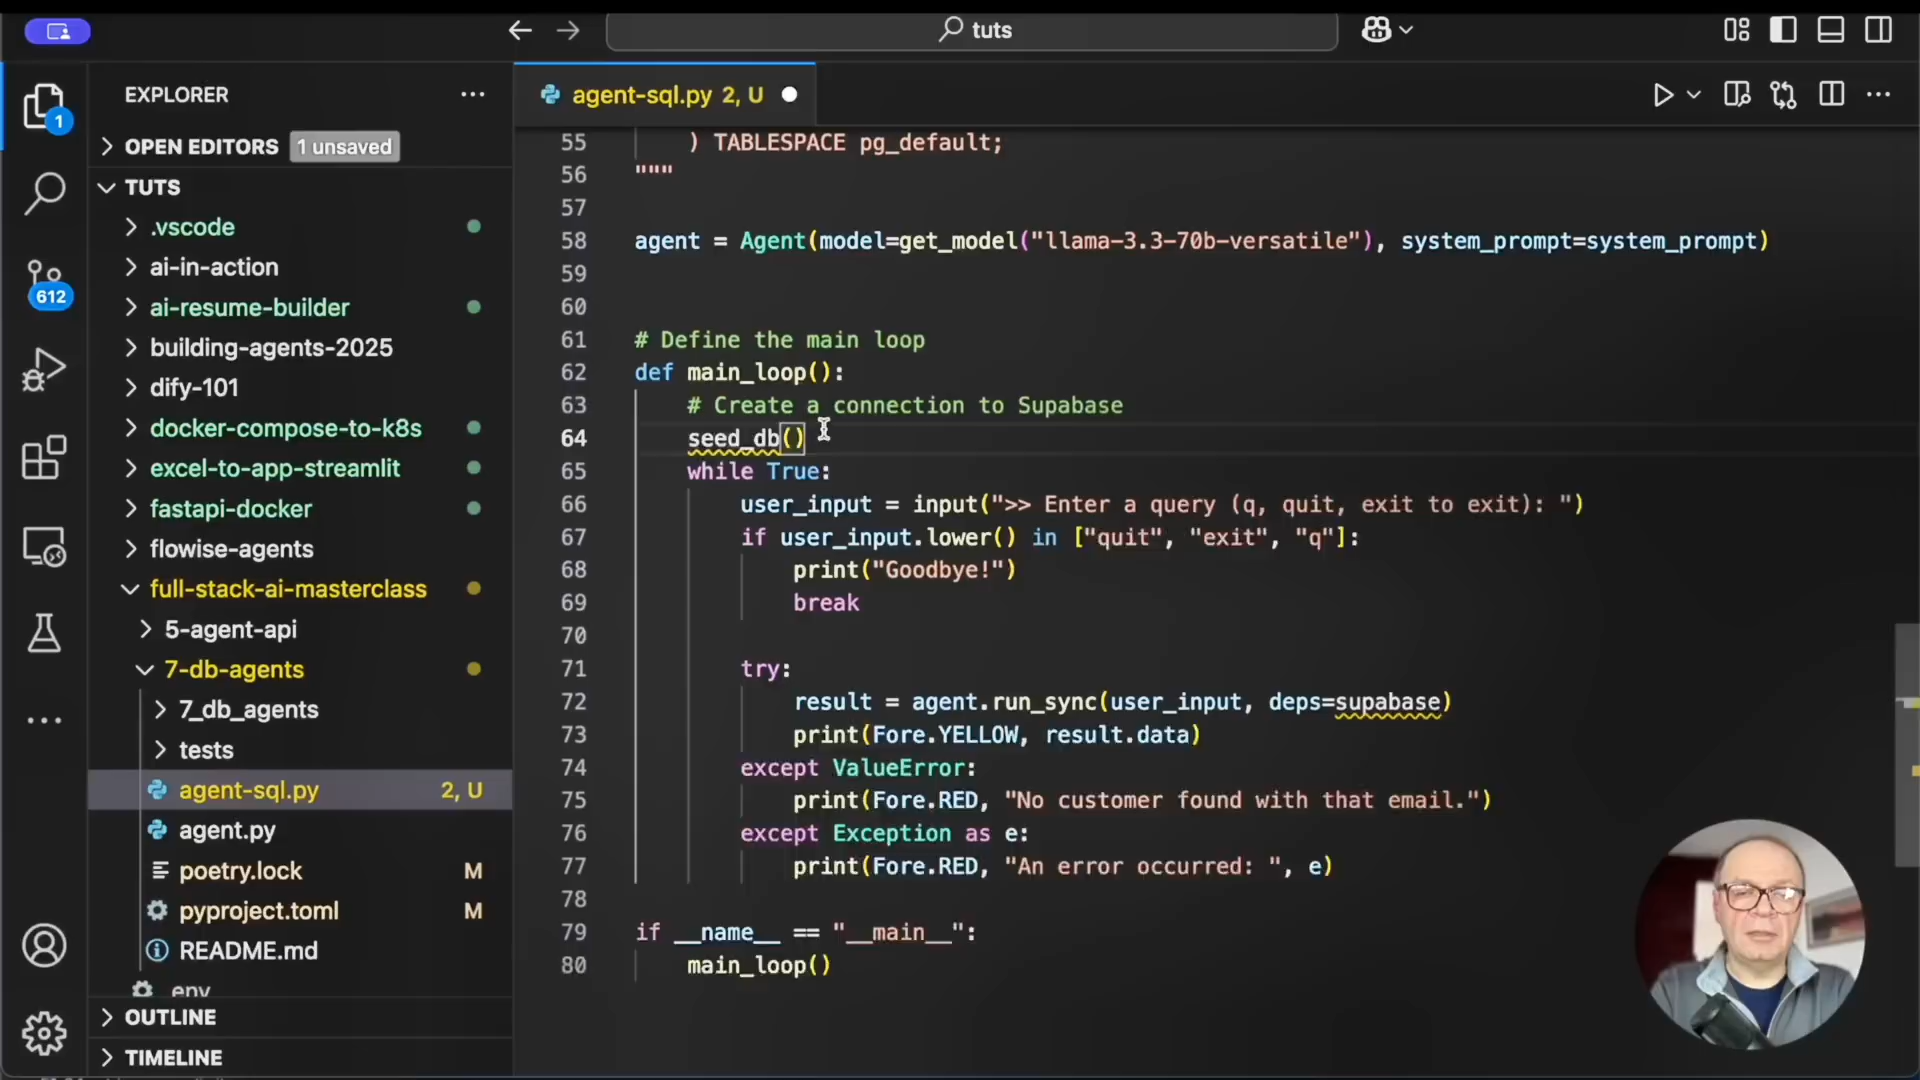 tuts
EXPLORER
OPEN EDITORS 1 unsaved
TUTS
.vscode
ai-in-action
ai-resume-builder
building-agents-2025
dify-101
docker-compose-to-k8s
excel-to-app-streamlit
fastapi-docker
flowise-agents
full-stack-ai-masterclass
5-agent-api
7-db-agents
7_db_agents
tests
agent-sql.py 2, U
agent.py
poetry.lock M
pyproject.toml M
README.md
env
OUTLINE
TIMELINE
1
612
agent-sql.py 2, U
55 ) TABLESPACE pg_default;
56 """
57
58 agent = Agent(model=get_model("llama-3.3-70b-versatile"), system_prompt=system_prompt)
59
60
61 # Define the main loop
62 def main_loop():
63 # Create a connection to Supabase
64 seed_db()
65 while True:
66 user_input = input(">> Enter a query (q, quit, exit to exit): ")
67 if user_input.lower() in ["quit", "exit", "q"]:
68 print("Goodbye!")
69 break
70
71 try:
72 result = agent.run_sync(user_input, deps=supabase)
73 print(Fore.YELLOW, result.data)
74 except ValueError:
75 print(Fore.RED, "No customer found with that email.")
76 except Exception as e:
77 print(Fore.RED, "An error occurred: ", e)
78
79 if __name__ == "__main__":
80 main_loop()